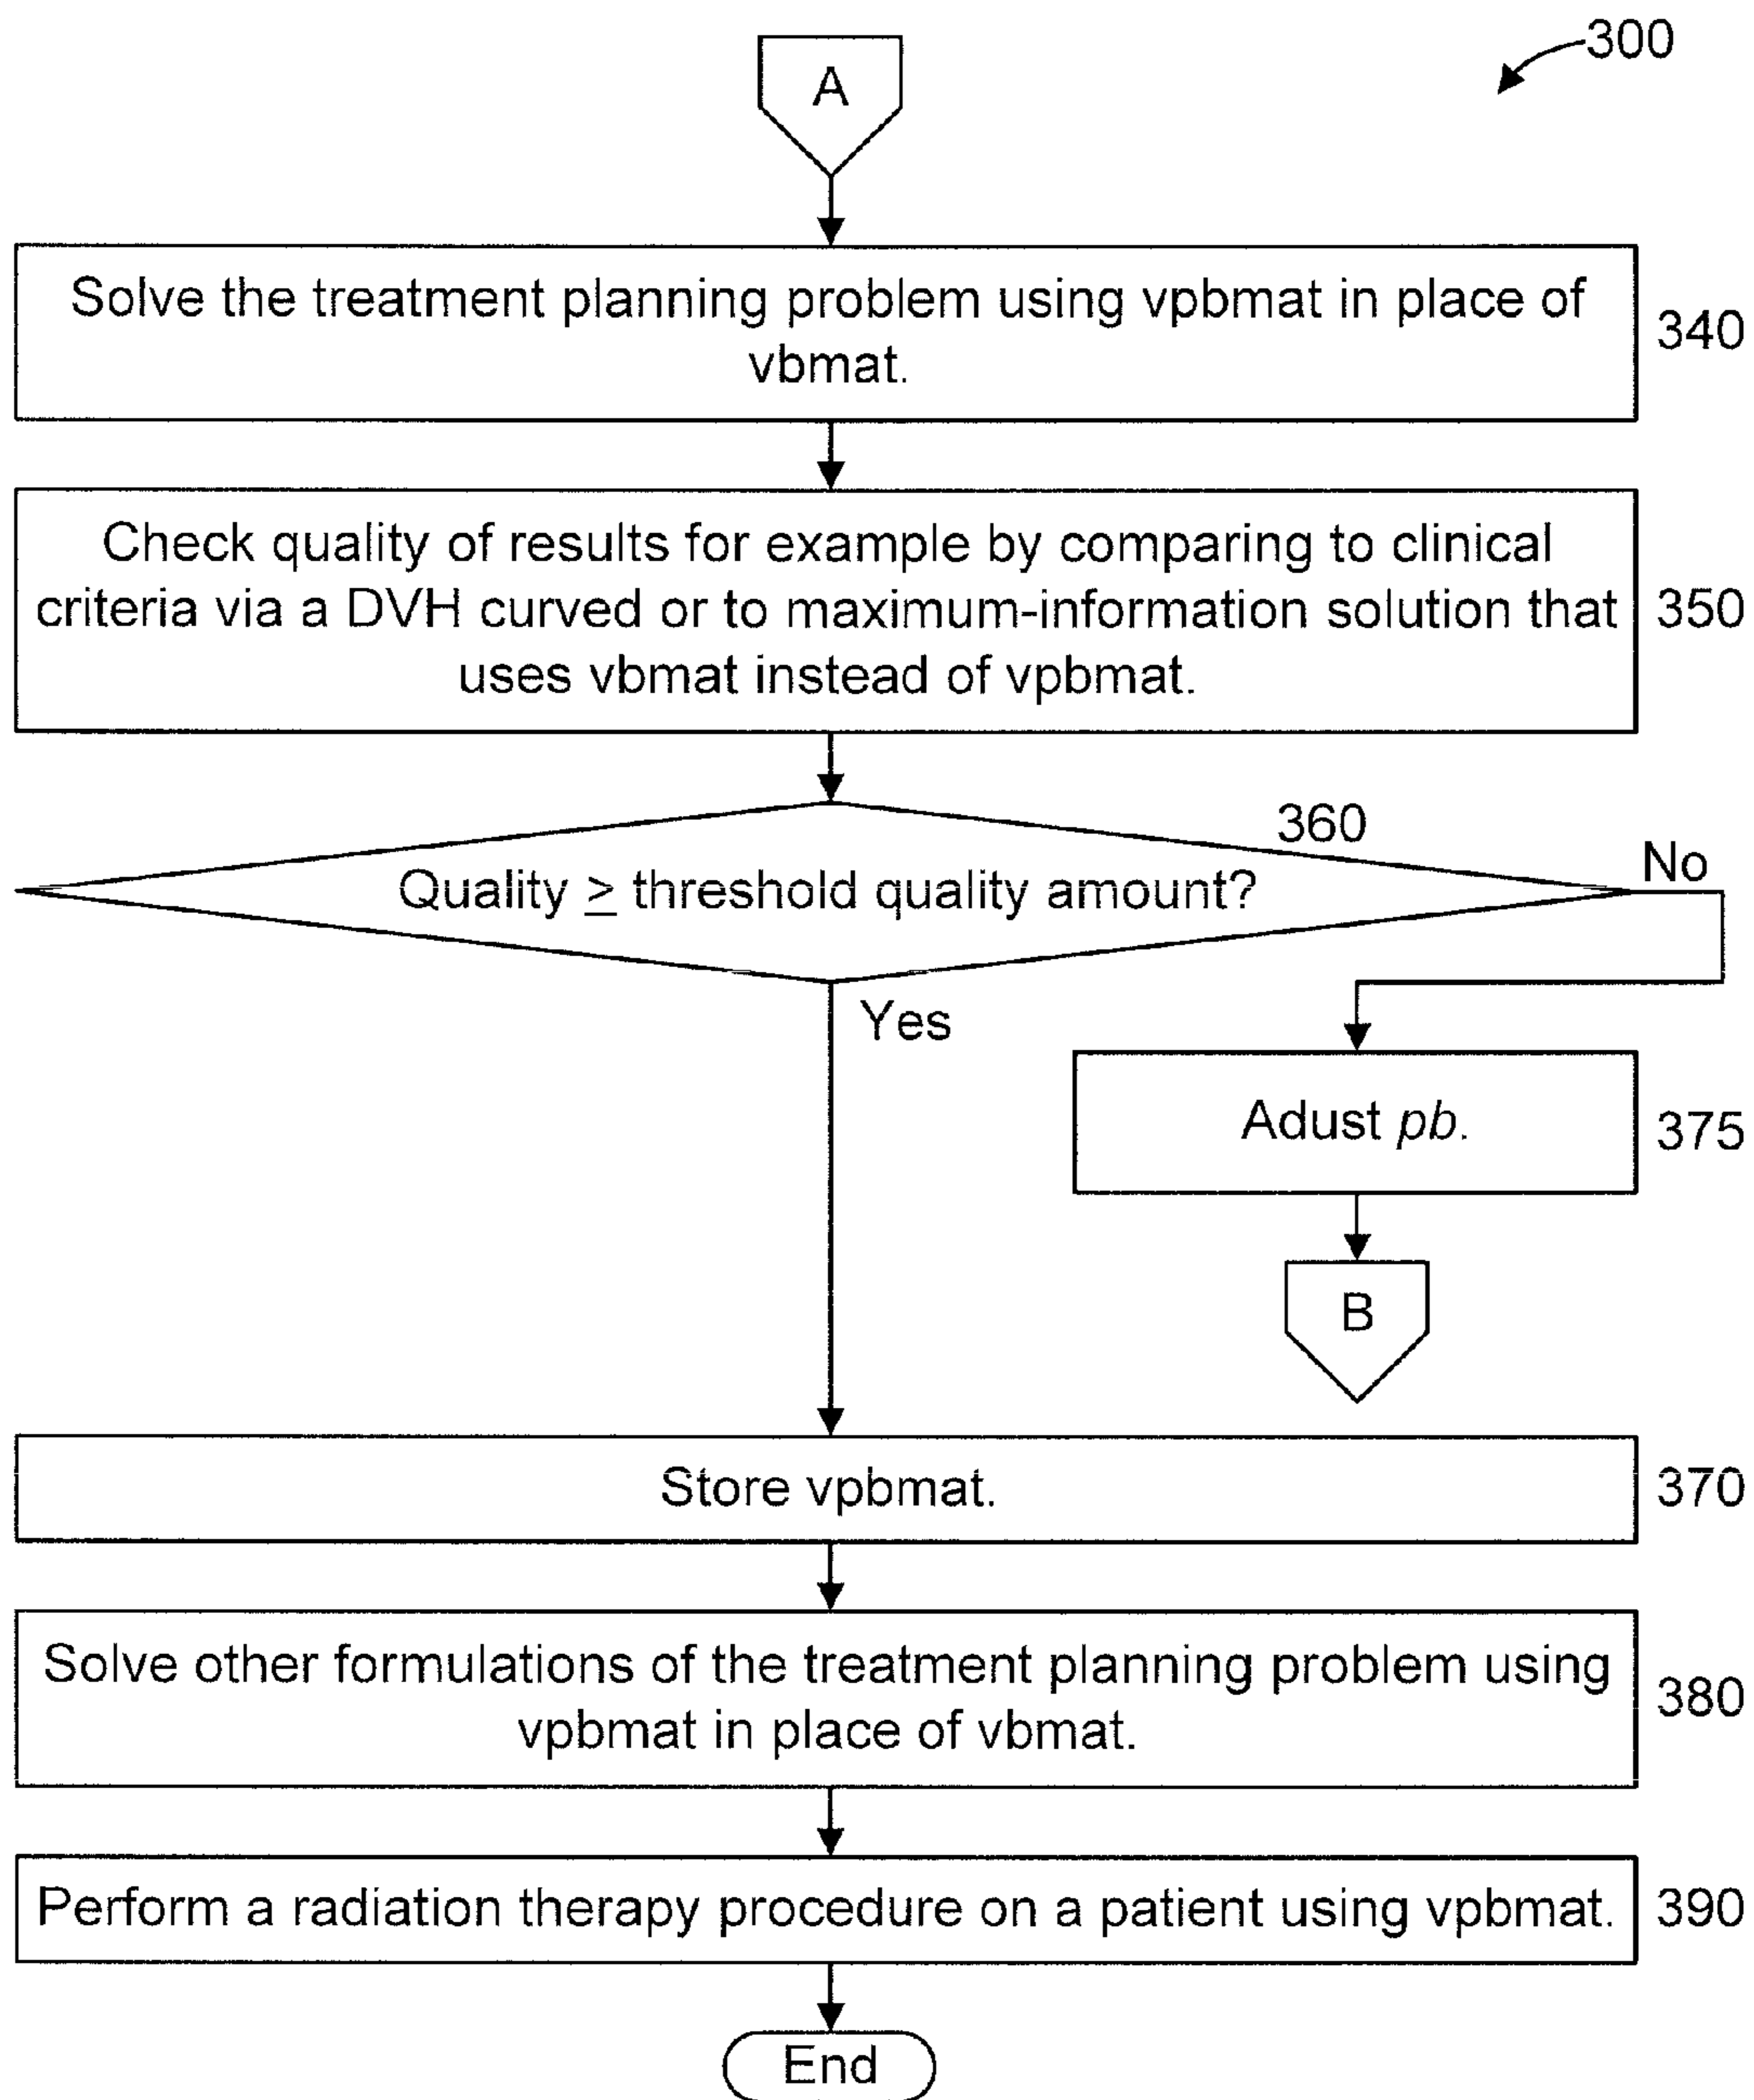 300
A
Solve the treatment planning problem using vpbmat in place of
vbmat.
340
Check quality of results for example by comparing to clinical
criteria via a DVH curved or to maximum-information solution that
uses vbmat instead of vpbmat.
350
360
Quality ≥ threshold quality amount?
No
Yes
Adust pb.
375
B
Store vpbmat.
370
Solve other formulations of the treatment planning problem using
vpbmat in place of vbmat.
380
Perform a radiation therapy procedure on a patient using vpbmat.
390
End